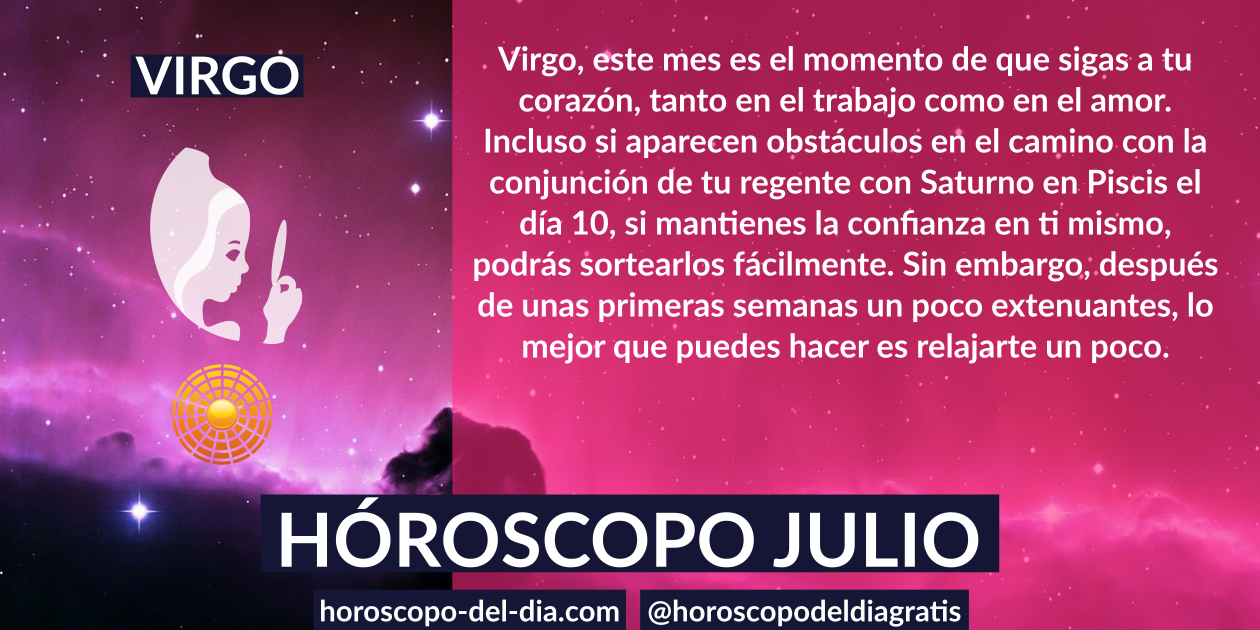 VIRGO
Virgo, este mes es el momento de que sigas a tu
corazón, tanto en el trabajo como en el amor.
Incluso si aparecen obstáculos en el camino con la
conjunción de tu regente con Saturno en Piscis el
día 10, si mantienes la confianza en ti mismo,
podrás sortearlos fácilmente. Sin embargo, después
de unas primeras semanas un poco extenuantes, lo
mejor que puedes hacer es relajarte un poco.
HÓROSCOPO JULIO
horoscopo-del-dia.com
@horoscopodeldiagratis